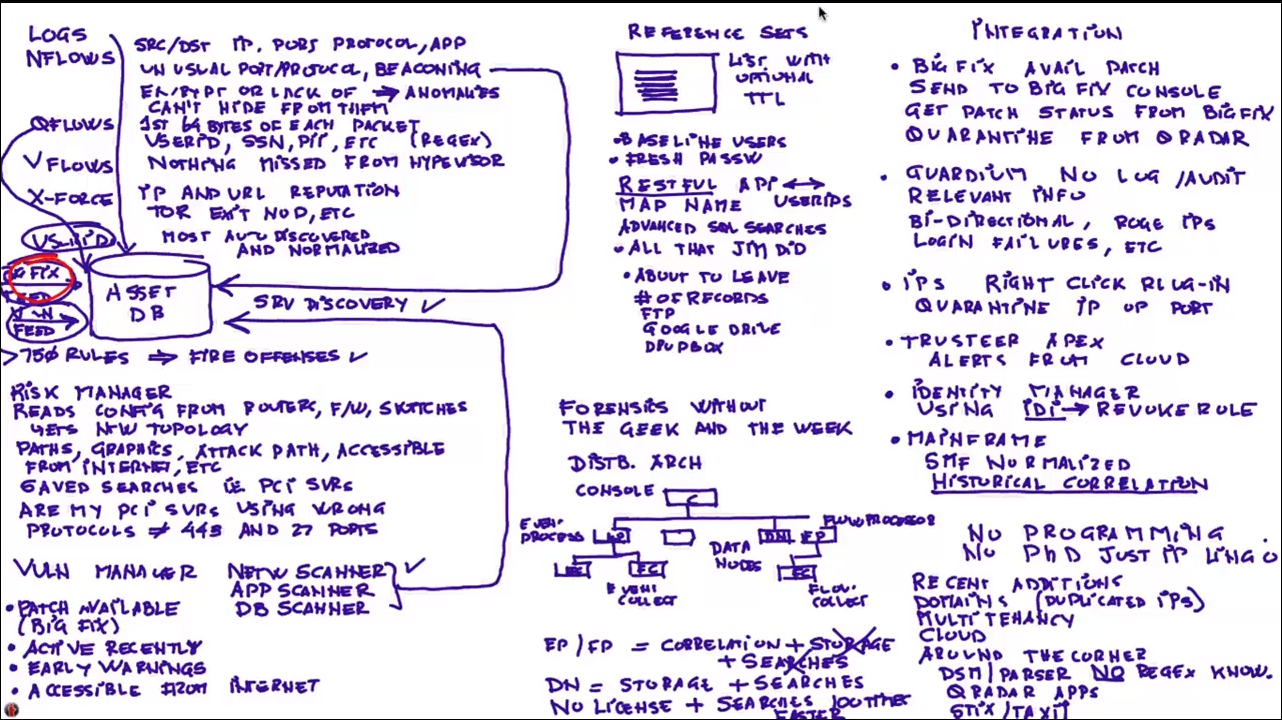 LOGS
NFLOWS
SRC/DST IP, PORT PROTOCOL, APP
UNUSUAL PORT/PROTOCOL, BEACONING
ENCRYPT OR LACK OF → ANOMALIES
CAN'T HIDE FROM THEM
QFLOWS
1ST 64 BYTES OF EACH PACKET
USERID, SSN, PII, ETC (REGEX)
VFLOWS
NOTHING MISSED FROM HYPEVISOR
X-FORCE
IP AND URL REPUTATION
TOR EXIT NOD, ETC
MOST AUTO DISCOVERED
AND NORMALIZED
FIX
ASSET
DB
FEED
SRV DISCOVERY ✓
>750 RULES ⇒ FIRE OFFENSES ✓
RISK MANAGER
READS CONFIG FROM ROUTERS, F/W, SWITCHES
GETS NEW TOPOLOGY
PATHS, GRAPHICS, ATTACK PATH, ACCESSIBLE
FROM INTERNET, ETC
SAVED SEARCHES I.E. PCI SVRS
ARE MY PCI SVRS USING WRONG
PROTOCOLS ≠ 443 AND 27 PORTS
VULN MANAGER
NETW SCANNER ✓
APP SCANNER
DB SCANNER
• PATCH AVAILABLE
(BIG FIX)
• ACTIVE RECENTLY
• EARLY WARNINGS
• ACCESSIBLE FROM INTERNET
REFERENCE SETS
LIST WITH
OPTIONAL
TTL
• BASELINE USERS
• FRESH PASSW
RESTFUL API ↔
MAP NAME USERIDS
ADVANCED SQL SEARCHES
• ALL THAT JIM DID
• ABOUT TO LEAVE
# OF RECORDS
FTP
GOOGLE DRIVE
DROPBOX
FORENSICS WITHOUT
THE GEEK AND THE WEEK
DISTB. ARCH
CONSOLE
C
EVENT
PROCESS
DN
FP
FLOW PROCESSOR
DATA
NODES
EC
EVENT
COLLECT
FLOW
COLLECT
EP/FP = CORRELATION + STORAGE
+ SEARCHES
DN = STORAGE + SEARCHES
NO LICENSE + SEARCHES 100 TIMES
FASTER
INTEGRATION
• BIGFIX AVAIL PATCH
SEND TO BIG FIX CONSOLE
GET PATCH STATUS FROM BIGFIX
QUARANTINE FROM QRADAR
• GUARDIUM NO LOG/AUDIT
RELEVANT INFO
BI-DIRECTIONAL, ROGE IPS
LOGIN FAILURES, ETC
• IPS RIGHT CLICK PLUG-IN
QUARANTINE IP OR PORT
• TRUSTEER APEX
ALERTS FROM CLOUD
• IDENTITY MANAGER
USING IDI → REVOKE RULE
• MAINFRAME
SMF NORMALIZED
HISTORICAL CORRELATION
NO PROGRAMMING
NO PhD JUST IP LINGO
RECENT ADDITIONS
DOMAINS (DUPLICATED IPs)
MULTITENANCY
CLOUD
AROUND THE CORNER
DSM/PARSER NO REGEX KNOW.
QRADAR APPS
STIX/TAXII